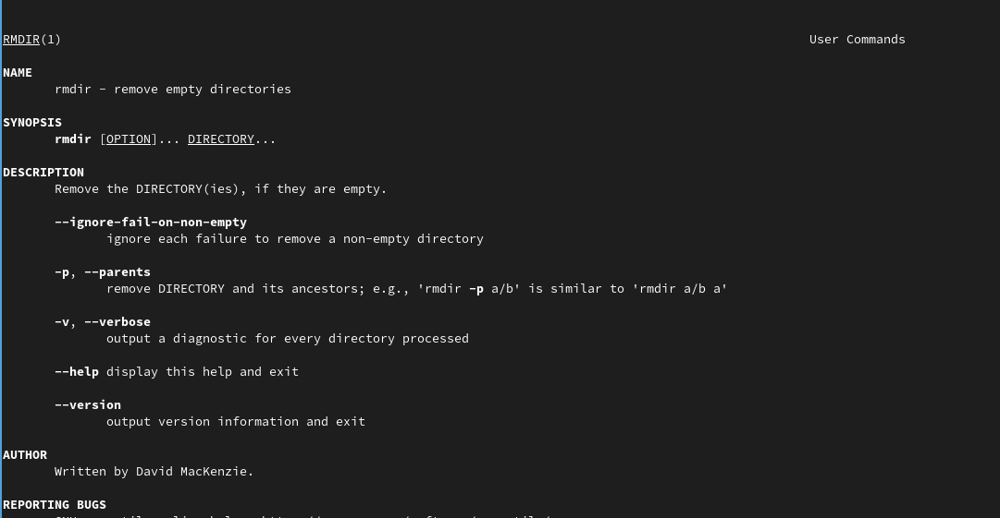 RMDIR(1) User Commands
NAME
rmdir - remove empty directories
SYNOPSIS
rmdir [OPTION]... DIRECTORY...
DESCRIPTION
Remove the DIRECTORY(ies), if they are empty.
--ignore-fail-on-non-empty
ignore each failure to remove a non-empty directory
-p, --parents
remove DIRECTORY and its ancestors; e.g., 'rmdir -p a/b' is similar to 'rmdir a/b a'
-v, --verbose
output a diagnostic for every directory processed
--help display this help and exit
--version
output version information and exit
AUTHOR
Written by David MacKenzie.
REPORTING BUGS